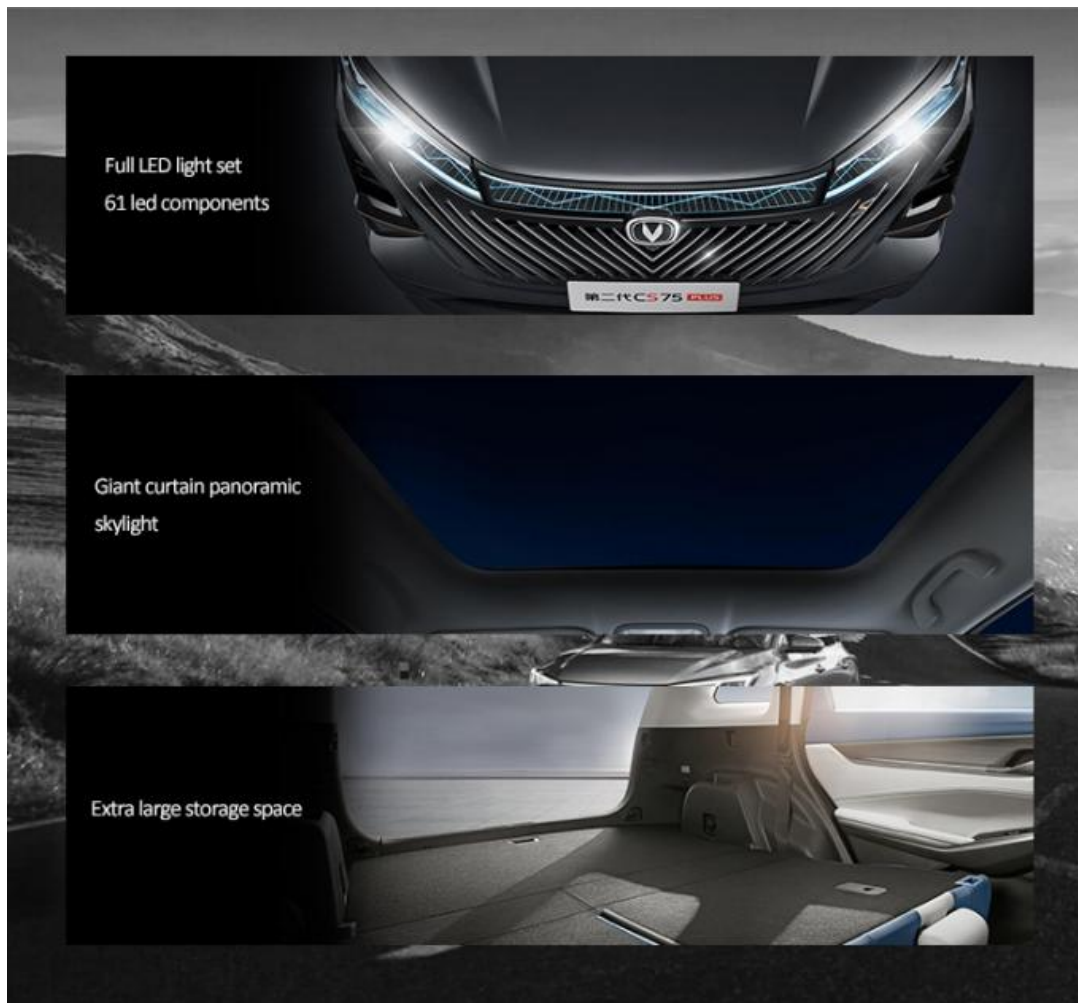 Full LED light set
61 led components
第二代CS75 PLUS
Giant curtain panoramic
skylight
Extra large storage space